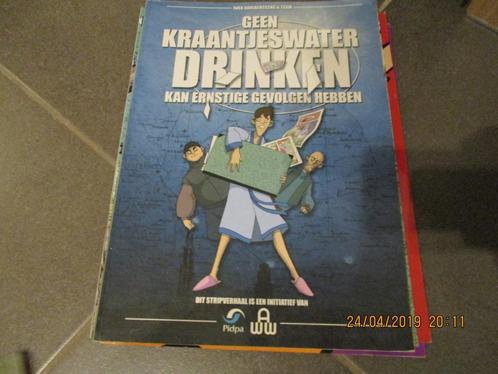 GEEN
KRAANTJESWATER
DRINKEN
KAN ERNSTIGE GEVOLGEN HEBBEN
DIT STRIPVERHAAL IS EEN INITIATIEF VAN
Pidpa
AWW
24/04/2019 20:11